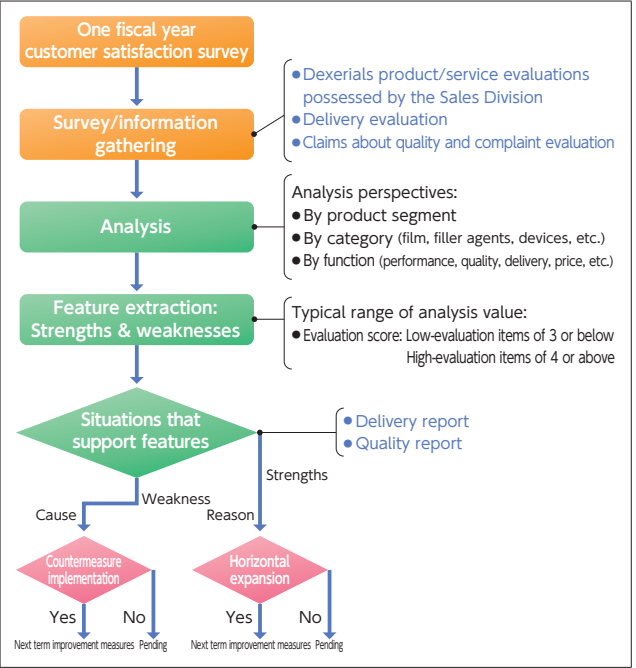 One fiscal year
customer satisfaction survey
Survey/information
gathering
● Dexerials product/service evaluations
possessed by the Sales Division
● Delivery evaluation
● Claims about quality and complaint evaluation
Analysis
Analysis perspectives:
● By product segment
● By category (film, filler agents, devices, etc.)
● By function (performance, quality, delivery, price, etc.)
Feature extraction:
Strengths & weaknesses
Typical range of analysis value:
● Evaluation score: Low-evaluation items of 3 or below
High-evaluation items of 4 or above
Situations that
support features
● Delivery report
● Quality report
Strengths
Weakness
Cause
Reason
Countermeasure
implementation
Horizontal
expansion
Yes
No
Yes
No
Next term improvement measures
Pending
Next term improvement measures
Pending